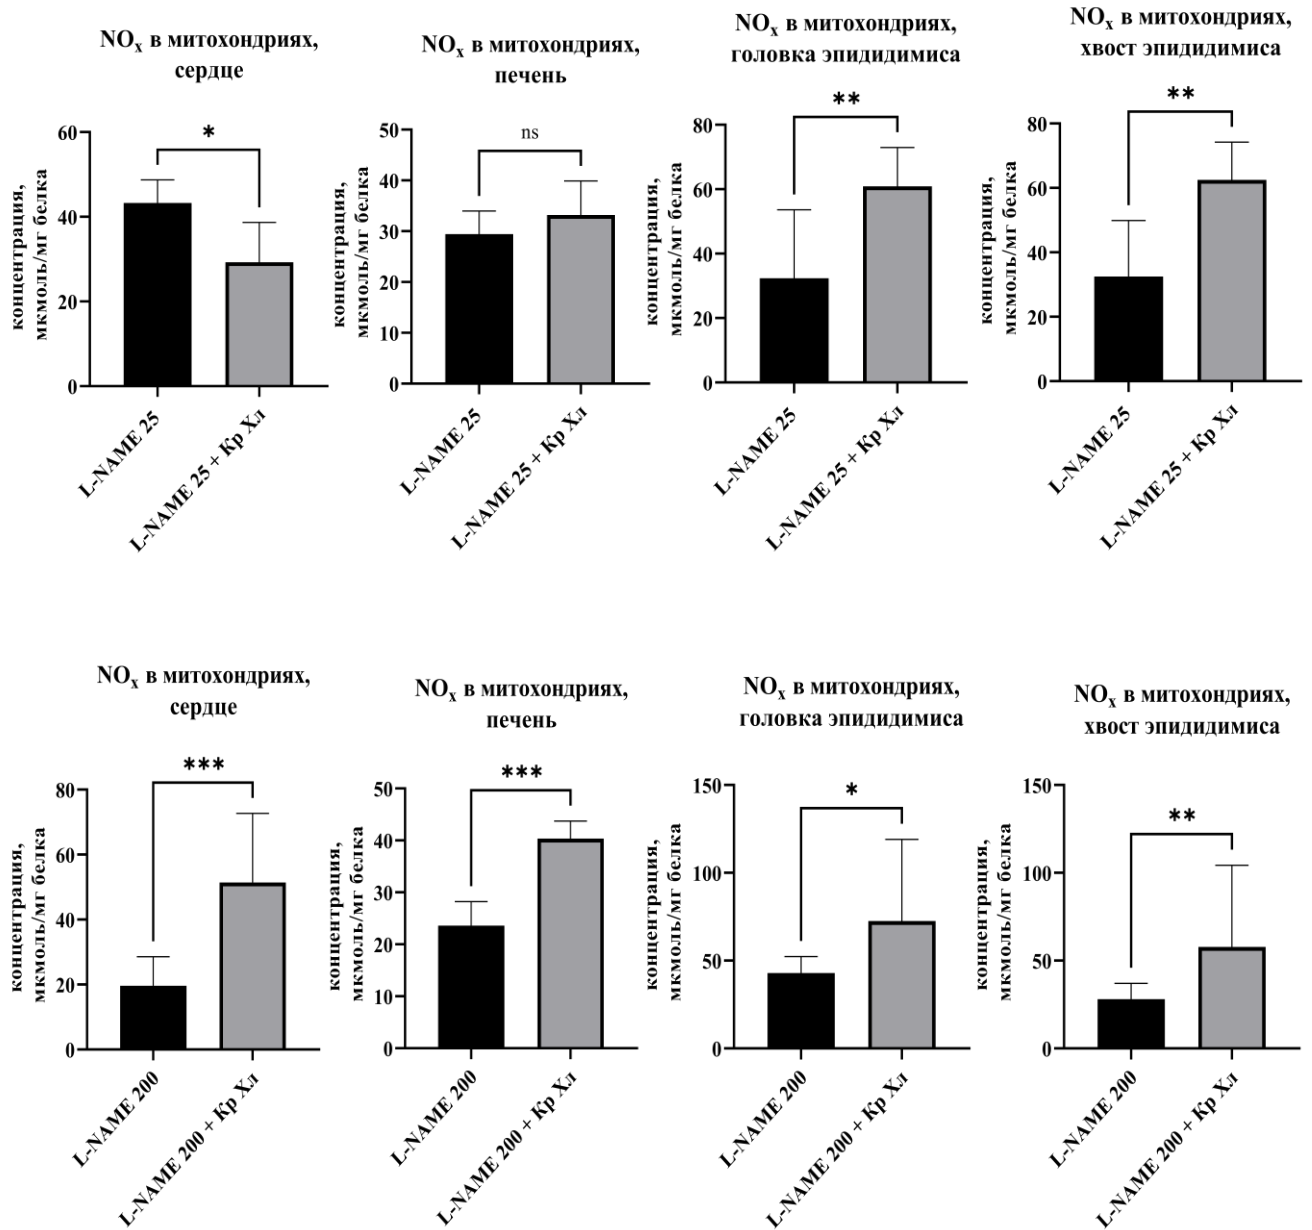 NOx в митохондриях,
сердце
*
концентрация,
мкмоль/мг белка
60
40
20
0
L-NAME 25
L-NAME 25 + Кр Хл
NOx в митохондриях,
печень
ns
концентрация,
мкмоль/мг белка
50
40
30
20
10
0
L-NAME 25
L-NAME 25 + Кр Хл
NOx в митохондриях,
головка эпидидимиса
**
концентрация,
мкмоль/мг белка
80
60
40
20
0
L-NAME 25
L-NAME 25 + Кр Хл
NOx в митохондриях,
хвост эпидидимиса
**
концентрация,
мкмоль/мг белка
80
60
40
20
0
L-NAME 25
L-NAME 25 + Кр Хл
NOx в митохондриях,
сердце
***
концентрация,
мкмоль/мг белка
80
60
40
20
0
L-NAME 200
L-NAME 200 + Кр Хл
NOx в митохондриях,
печень
***
концентрация,
мкмоль/мг белка
50
40
30
20
10
0
L-NAME 200
L-NAME 200 + Кр Хл
NOx в митохондриях,
головка эпидидимиса
*
концентрация,
мкмоль/мг белка
150
100
50
0
L-NAME 200
L-NAME 200 + Кр Хл
NOx в митохондриях,
хвост эпидидимиса
**
концентрация,
мкмоль/мг белка
150
100
50
0
L-NAME 200
L-NAME 200 + Кр Хл